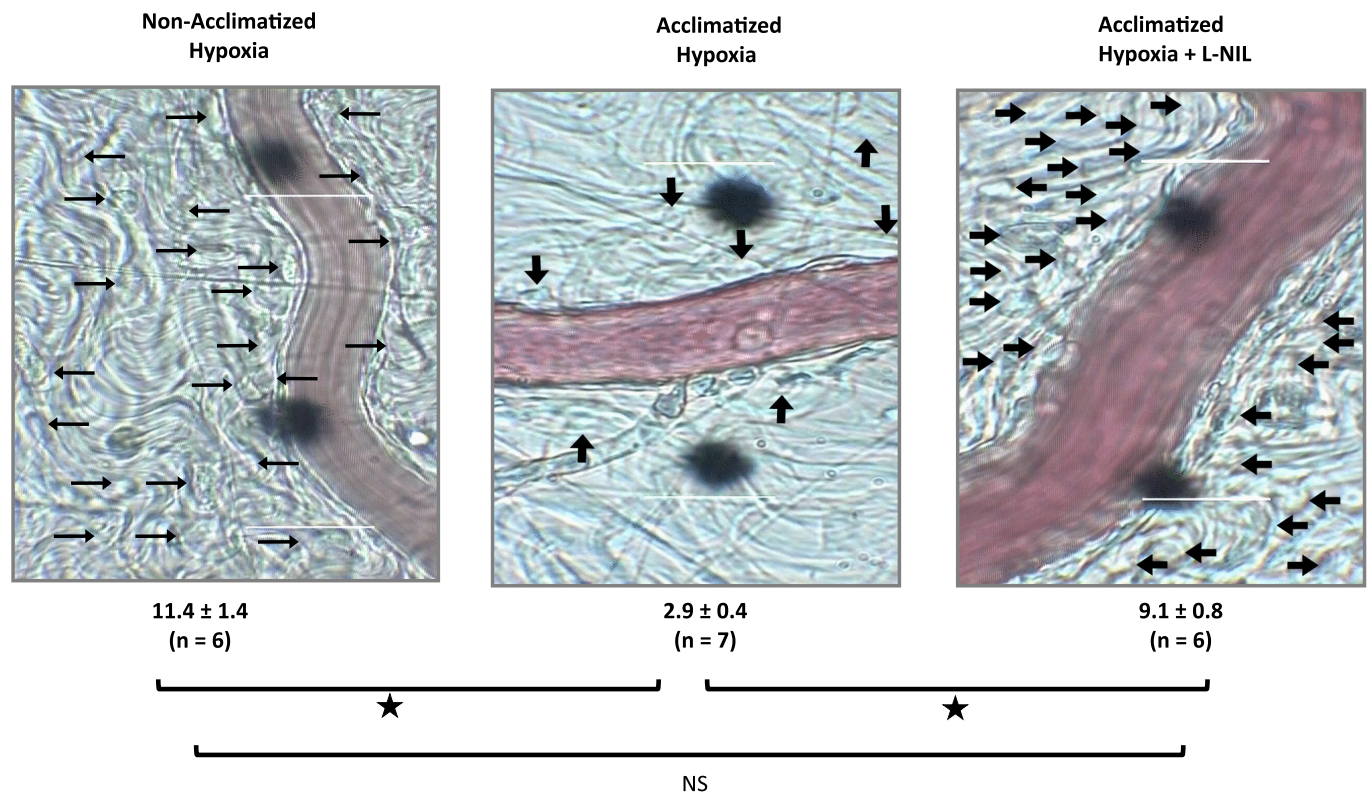 Non-Acclimatized
Hypoxia
Acclimatized
Hypoxia
Acclimatized
Hypoxia + L-NIL
11.4 ± 1.4
(n = 6)
2.9 ± 0.4
(n = 7)
9.1 ± 0.8
(n = 6)
NS